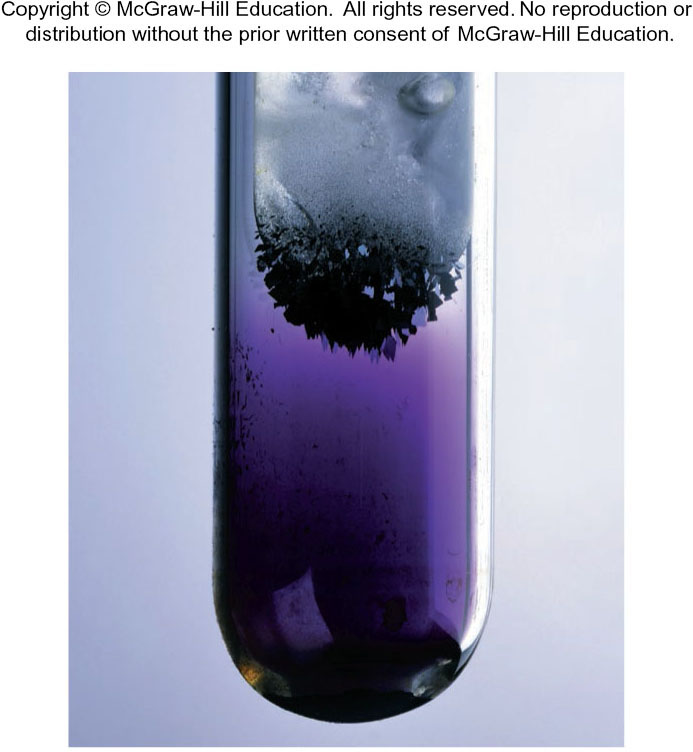 Copyright © McGraw-Hill Education.  All rights reserved. No reproduction or
distribution without the prior written consent of McGraw-Hill Education.